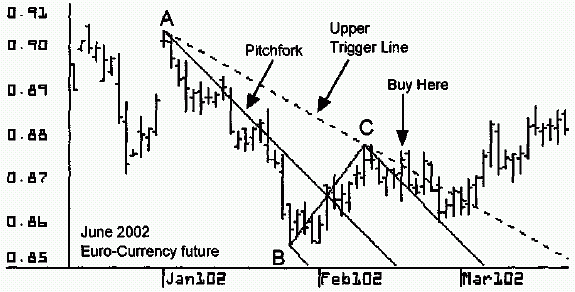 0.91
A
0.90
Upper
Trigger Line
Pitchfork
0.89
Buy Here
0.88
C
0.87
0.86
June 2002
Euro-Currency future
B
0.85
Jan102
Feb102
Mar102